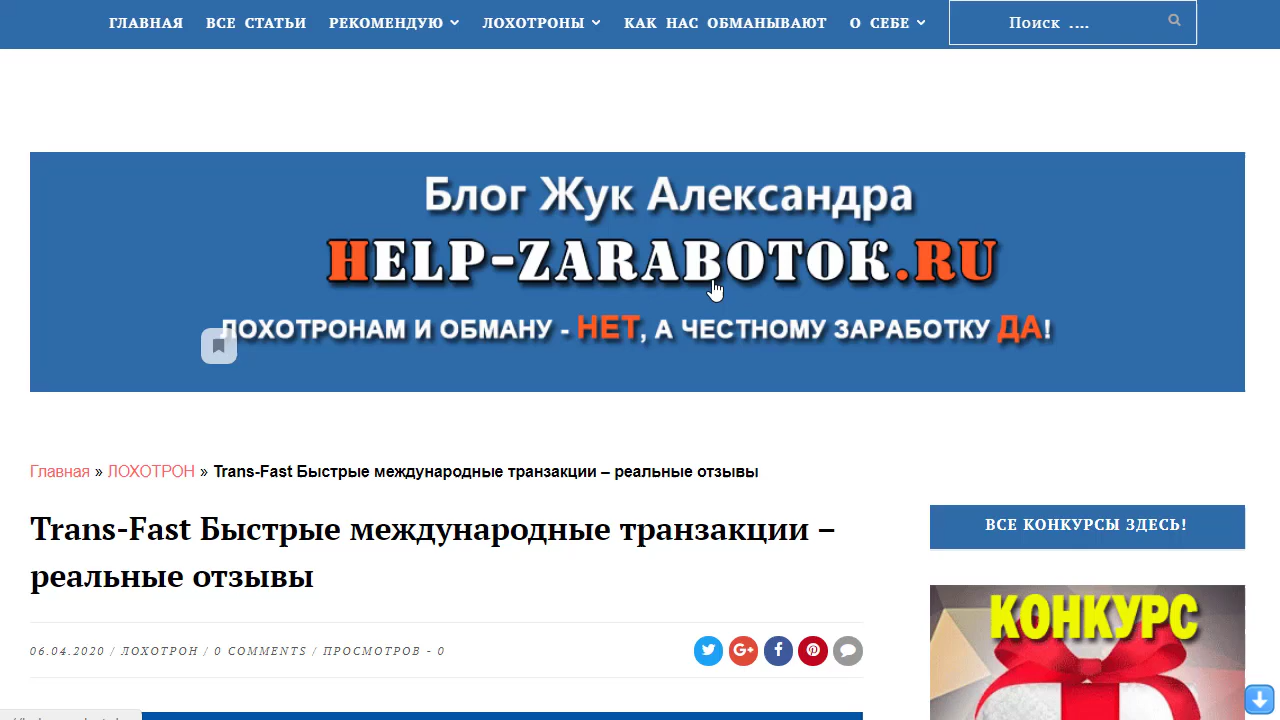 ГЛАВНАЯ ВСЕ СТАТЬИ РЕКОМЕНДУЮ ЛОХОТРОНЫ КАК НАС ОБМАНЫВАЮТ О СЕБЕ Поиск ....
Блог Жук Александра
HELP-ZARABOTOK.RU
ЛОХОТРОНАМ И ОБМАНУ - НЕТ, А ЧЕСТНОМУ ЗАРАБОТКУ ДА!
Главная » ЛОХОТРОН » Trans-Fast Быстрые международные транзакции – реальные отзывы
Trans-Fast Быстрые международные транзакции –
реальные отзывы
06.04.2020 / ЛОХОТРОН / 0 COMMENTS / ПРОСМОТРОВ - 0
ВСЕ КОНКУРСЫ ЗДЕСЬ!
КОНКУРС